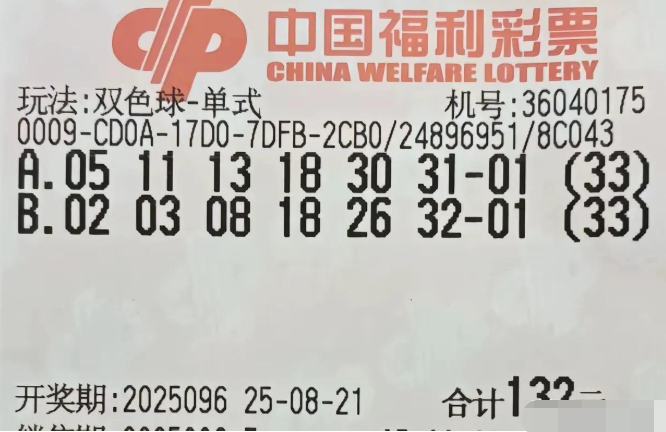 中国福利彩票
CHINA WELFARE LOTTERY
玩法:双色球-单式 机号:36040175
0009-CD0A-17D0-7DFB-2CB0/24896951/8C043
A.05 11 13 18 30 31-01 (33)
B.02 03 08 18 26 32-01 (33)
开奖期:2025096 25-08-21 合计132元